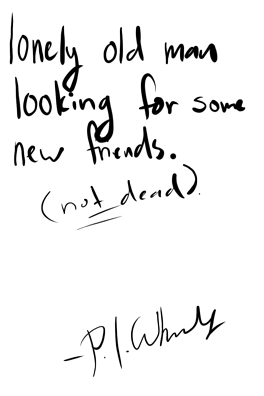 lonely old man
looking for some
new friends.
(not dead).